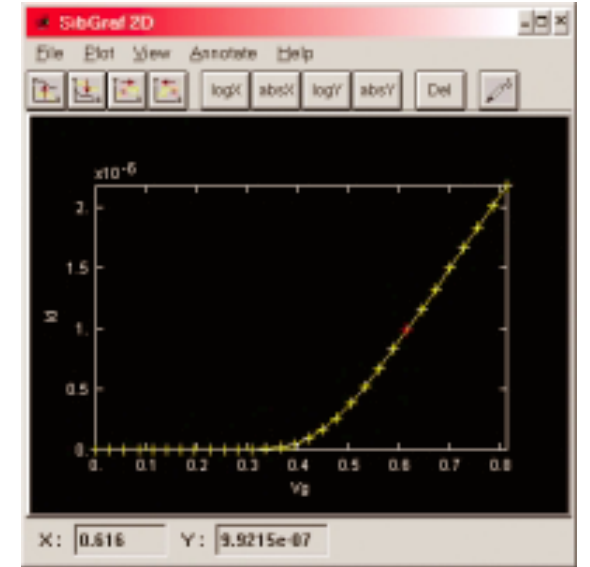 SibGraf 2D
File Plot View Annotate Help
logX absX logY absY Del
x10-6
2.
1.5
Id
1.
0.5
0.
0. 0.1 0.2 0.3 0.4 0.5 0.6 0.7 0.8
Vg
X: 0.616 Y: 9.9215e-07